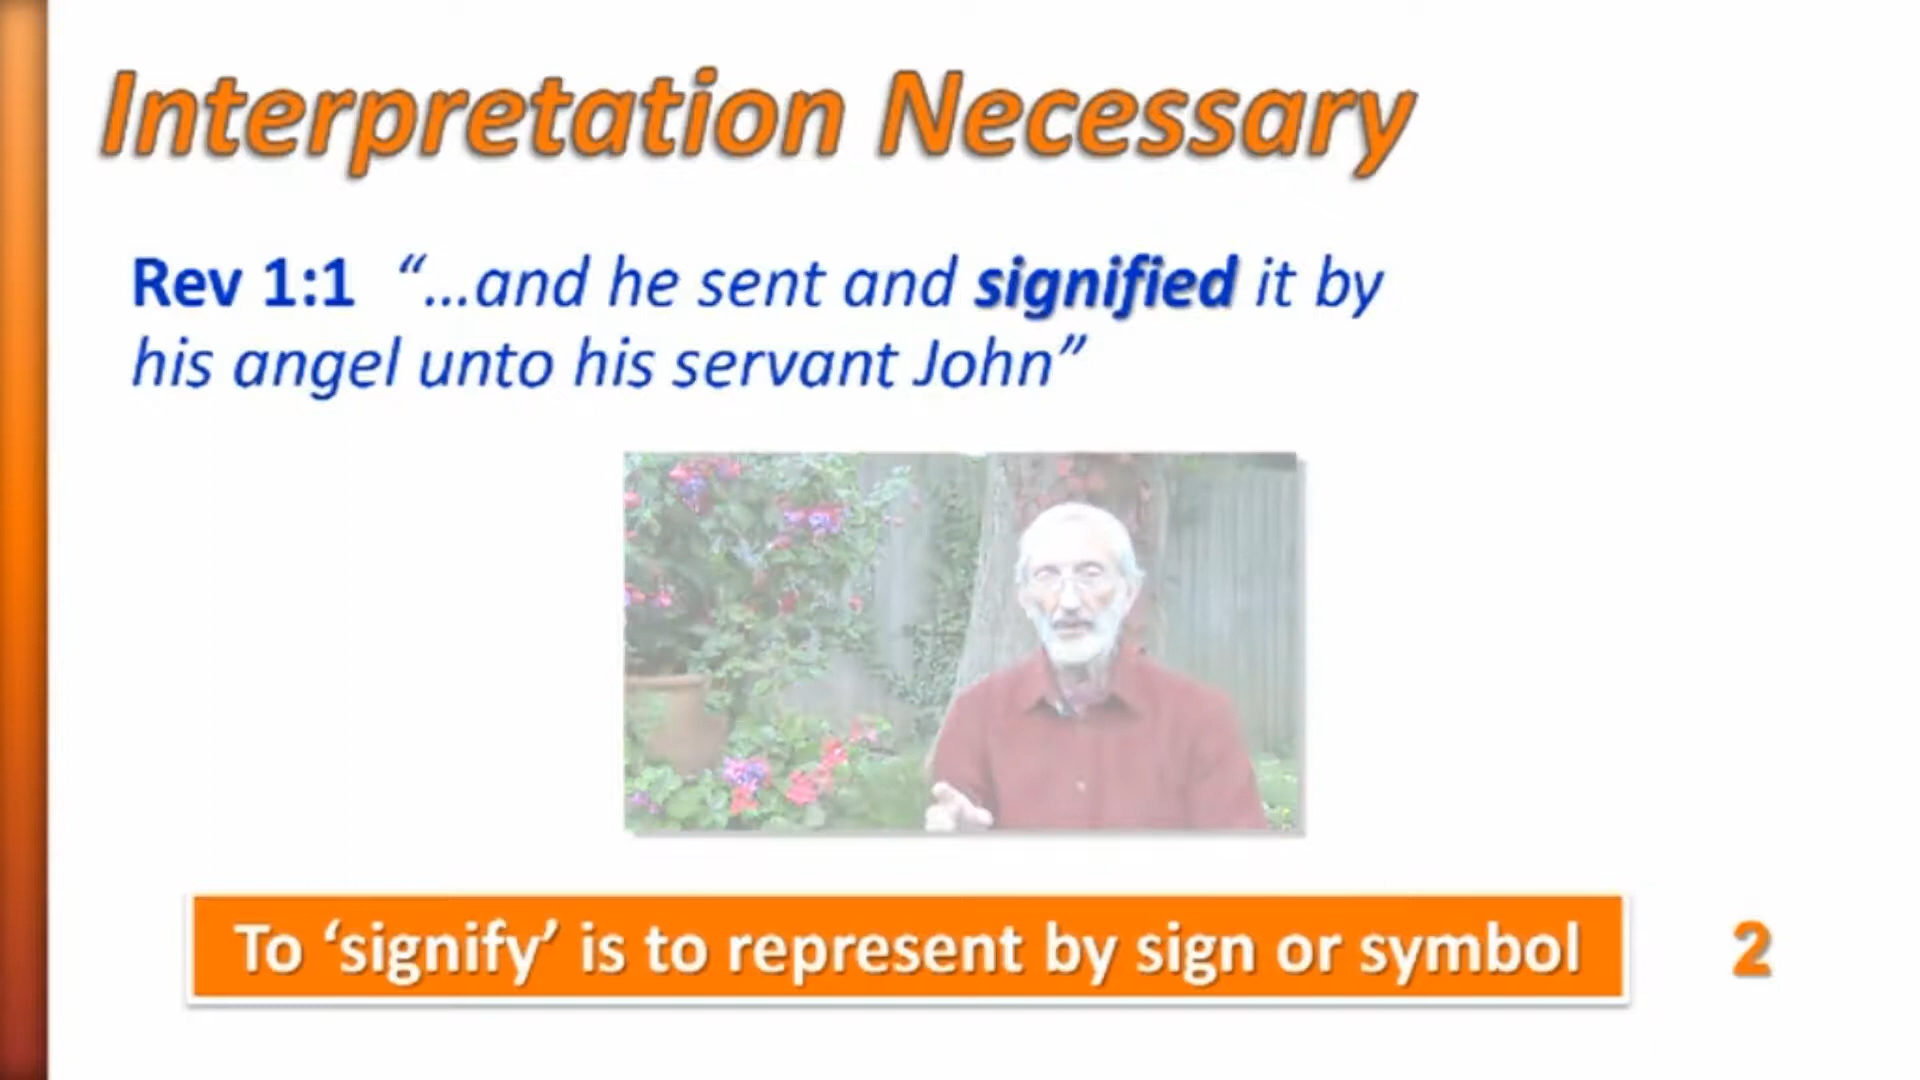 Interpretation Necessary
Rev 1:1 “...and he sent and signified it by
his angel unto his servant John”
To ‘signify’ is to represent by sign or symbol
2